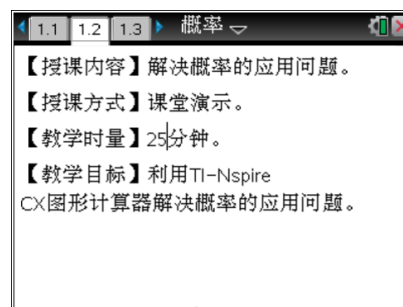 1.1 1.2 1.3 概率
【授课内容】解决概率的应用问题。
【授课方式】课堂演示。
【教学时量】25分钟。
【教学目标】利用TI-Nspire
CX图形计算器解决概率的应用问题。